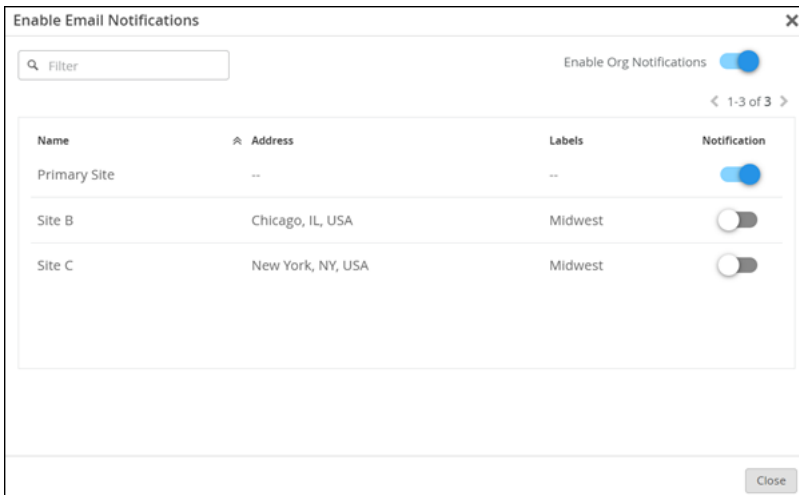 Enable Email Notifications
Filter
Enable Org Notifications
1-3 of 3
Name Address Labels Notification
Primary Site -- --
Site B Chicago, IL, USA Midwest
Site C New York, NY, USA Midwest
Close